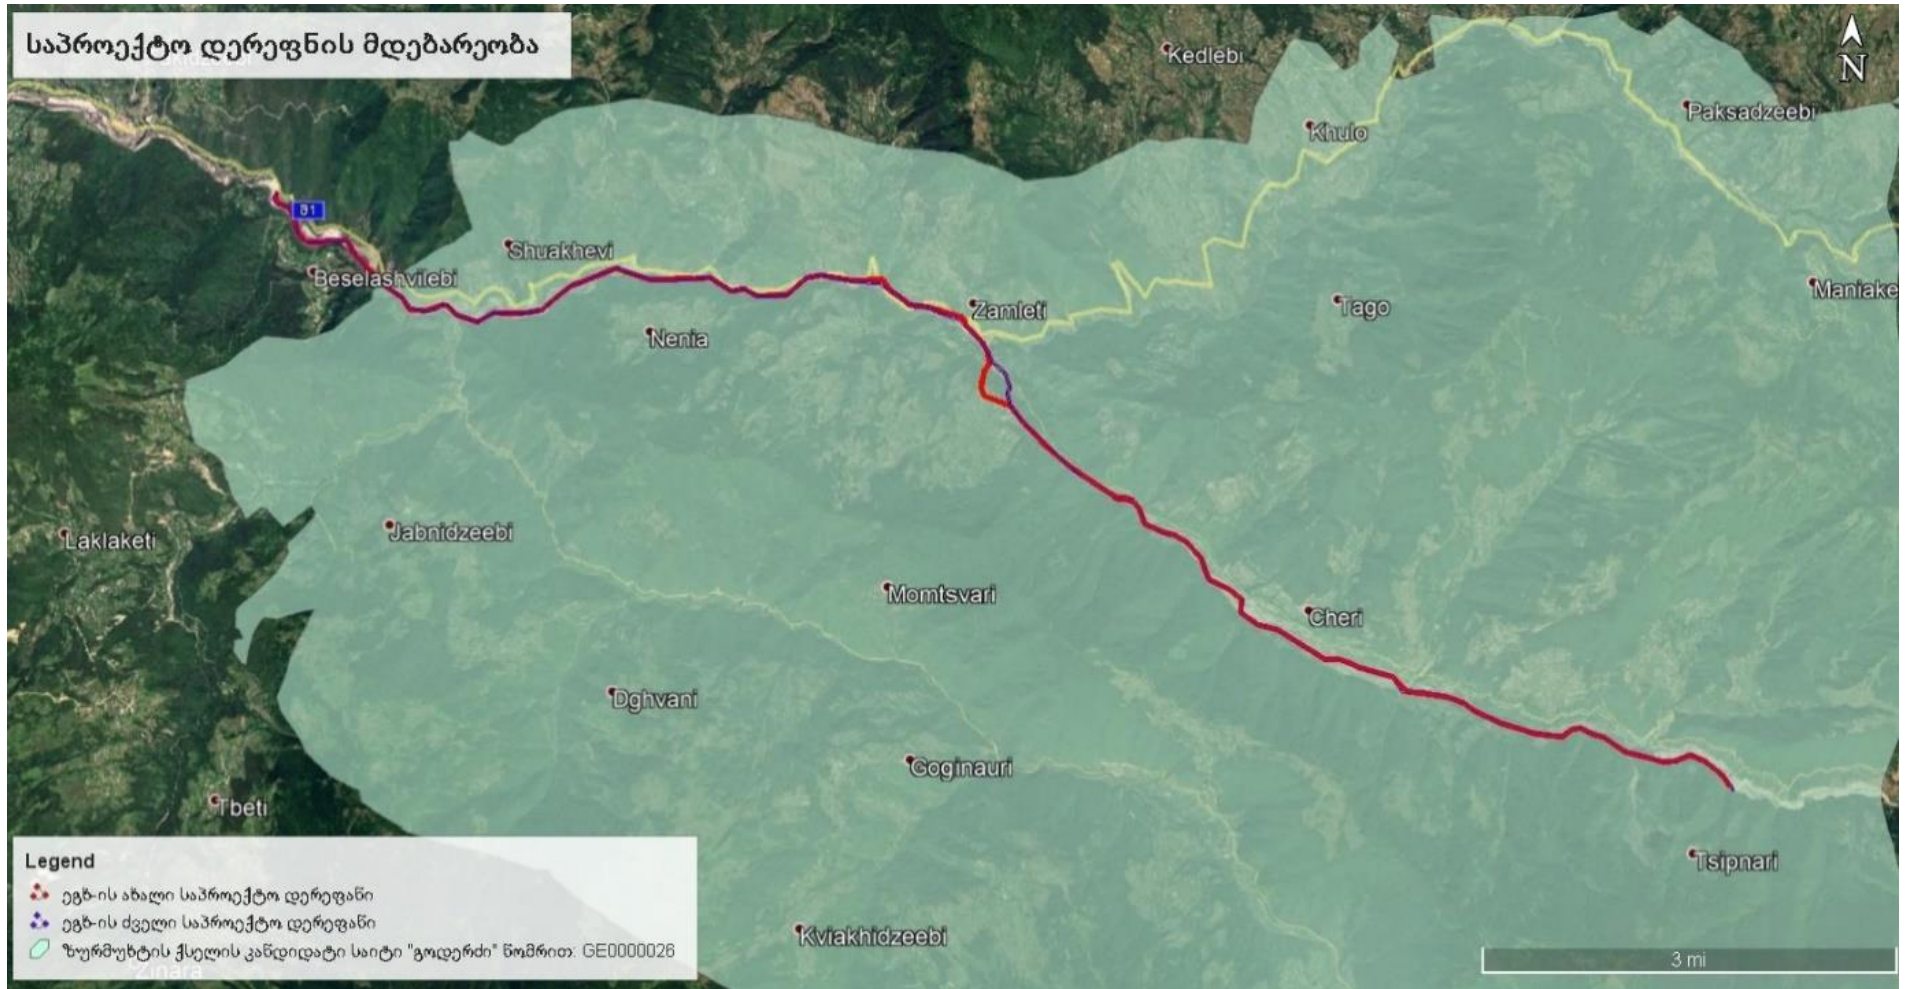 საპროექტო დერეფნის მდებარეობა
N
Kedlebi
Paksadzeebi
Khulo
შ1
Shuakhevi
Beselashvilebi
Maniake
Zamleti
Tago
Nenia
Jabnidzeebi
Laklaketi
Momtsvari
Cheri
Dghvani
Goginauri
Tbeti
Tsipnari
Legend
ეგხ-ის ახალი საპროექტო დერეფანი
ეგხ-ის ძველი საპროექტო დერეფანი
ზურმუხტის ქსელის კანდიდატი საიტი "გოდერძი" ნომრით: GE0000026
Kviakhidzeebi
3 mi
Zinara